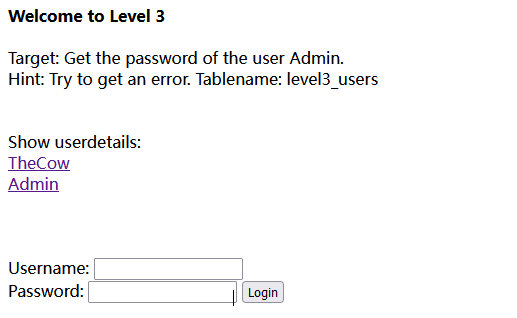 Welcome to Level 3
Target: Get the password of the user Admin.
Hint: Try to get an error. Tablename: level3_users
Show userdetails:
TheCow
Admin
Username:
Password: Login